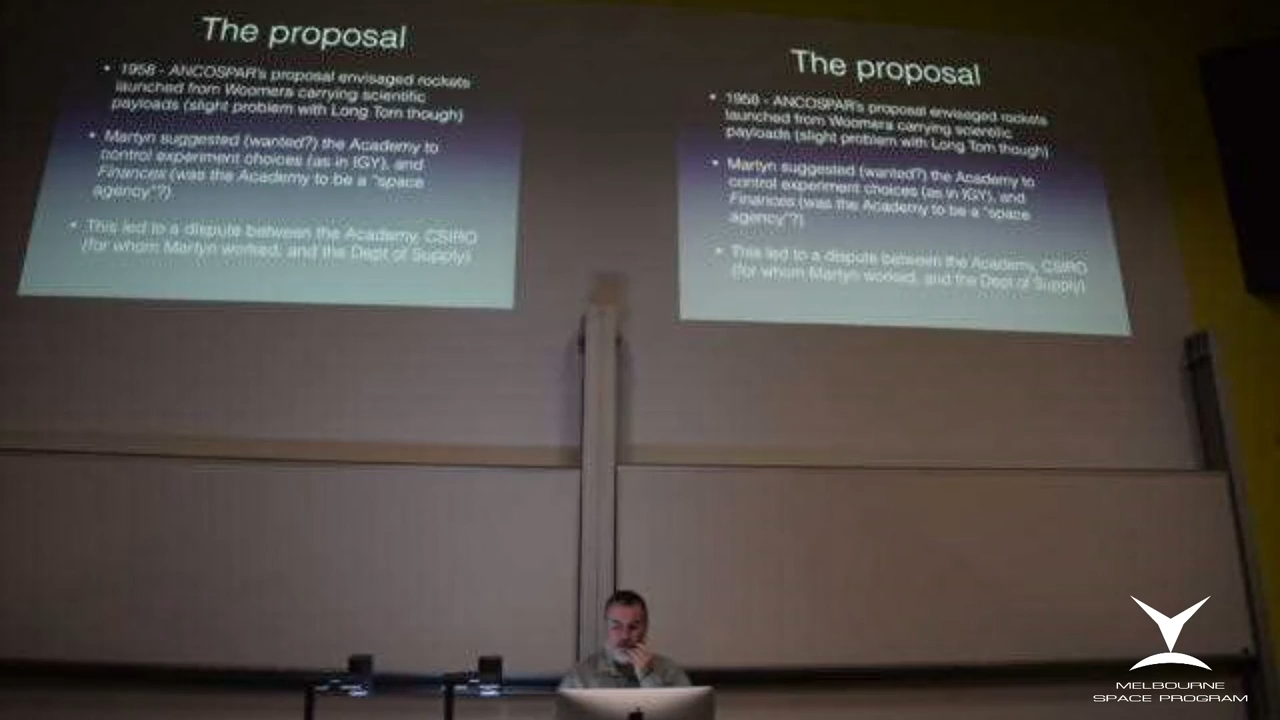 The proposal
• 1958 - ANCOSPAR's proposal envisaged rockets
launched from Woomera carrying scientific
payloads (slight problem with Long Tom though)
• Martyn suggested (wanted?) the Academy to
control experiment choices (as in IGY), and
Finances (was the Academy to be a "space
agency"?)
• This led to a dispute between the Academy, CSIRO
(for whom Martyn worked, and the Dept of Supply)
The proposal
• 1958 - ANCOSPAR's proposal envisaged rockets
launched from Woomera carrying scientific
payloads (slight problem with Long Tom though)
• Martyn suggested (wanted?) the Academy to
control experiment choices (as in IGY), and
Finances (was the Academy to be a "space
agency"?)
• This led to a dispute between the Academy, CSIRO
(for whom Martyn worked, and the Dept of Supply)
MELBOURNE
SPACE PROGRAM